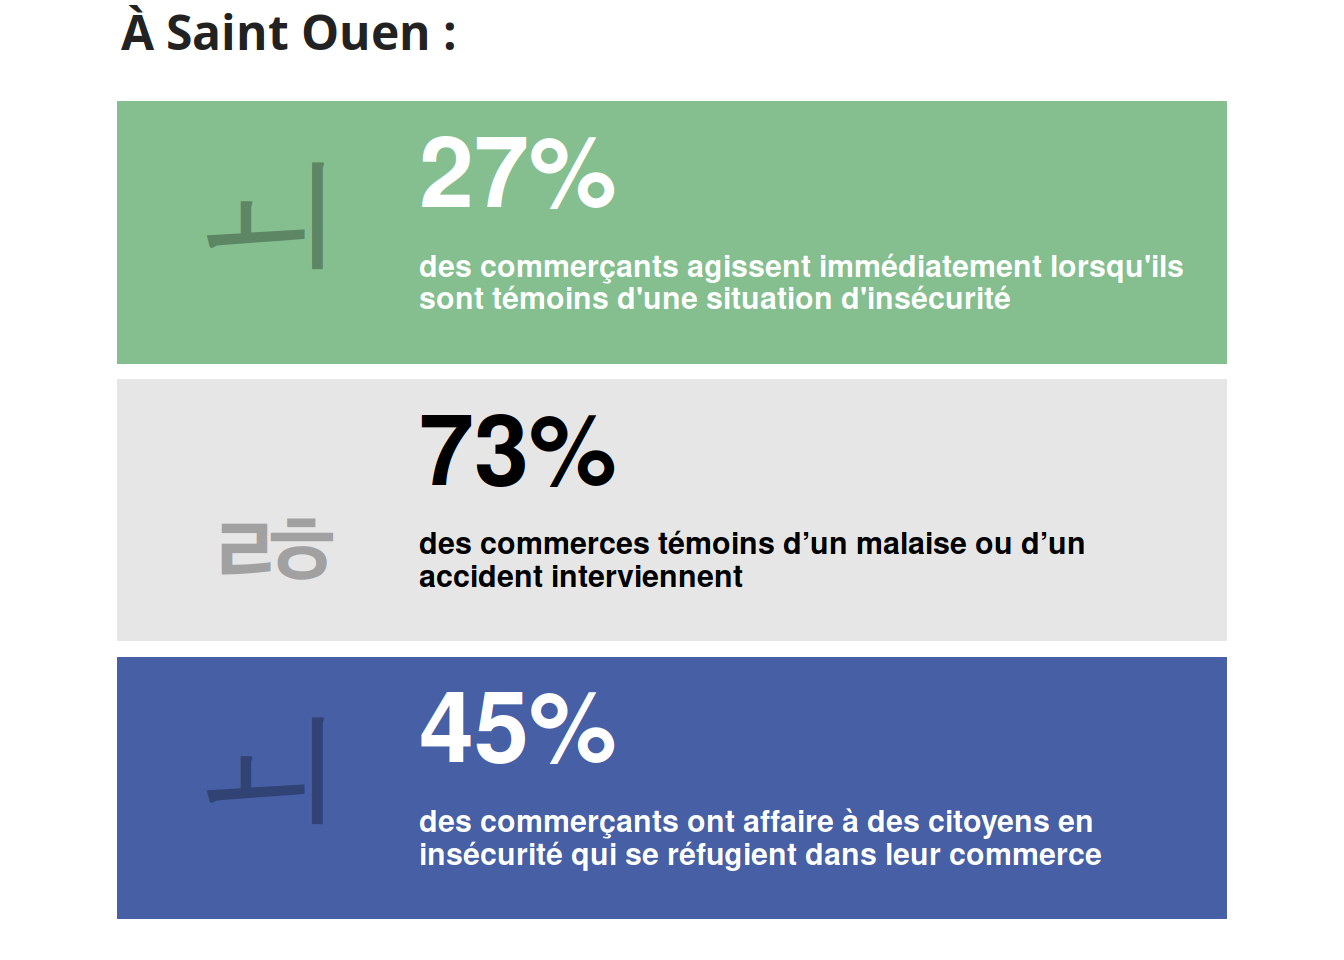 À Saint Ouen :
27%
des commerçants agissent immédiatement lorsqu'ils
sont témoins d'une situation d'insécurité
73%
des commerces témoins d’un malaise ou d’un
accident interviennent
45%
des commerçants ont affaire à des citoyens en
insécurité qui se réfugient dans leur commerce